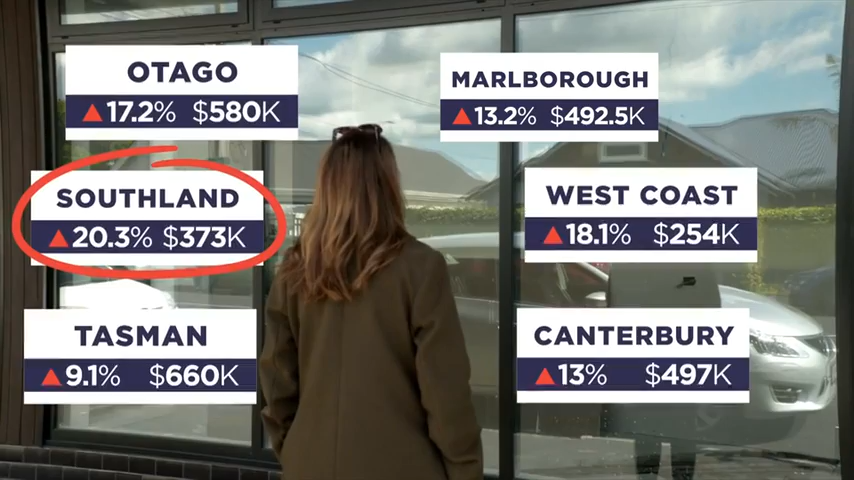 OTAGO
▲17.2% $580K
MARLBOROUGH
▲13.2% $492.5K
SOUTHLAND
▲20.3% $373K
WEST COAST
▲18.1% $254K
TASMAN
▲9.1% $660K
CANTERBURY
▲13% $497K